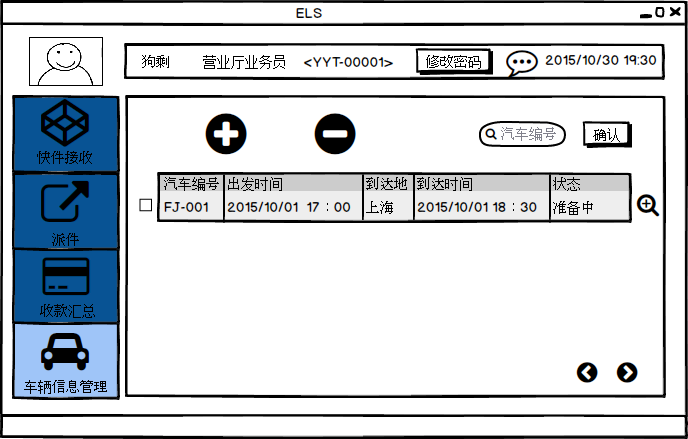 ELS
狗剩 营业厅业务员 <YYT-00001> 修改密码 2015/10/30 19:30
快件接收
派件
收款汇总
车辆信息管理
汽车编号 确认
汽车编号 出发时间 到达地 到达时间 状态
FJ-001 2015/10/01 17：00 上海 2015/10/01 18：30 准备中